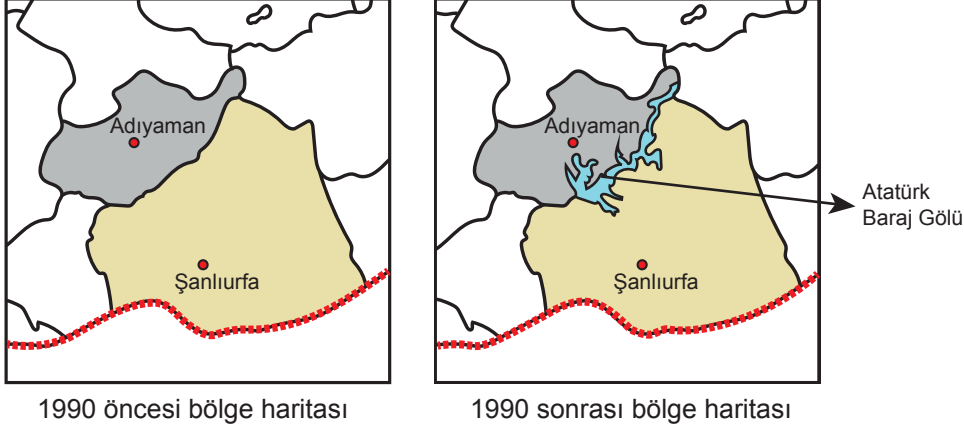 Adıyaman
Şanlıurfa
1990 öncesi bölge haritası
Adıyaman
Şanlıurfa
Atatürk
Baraj Gölü
1990 sonrası bölge haritası